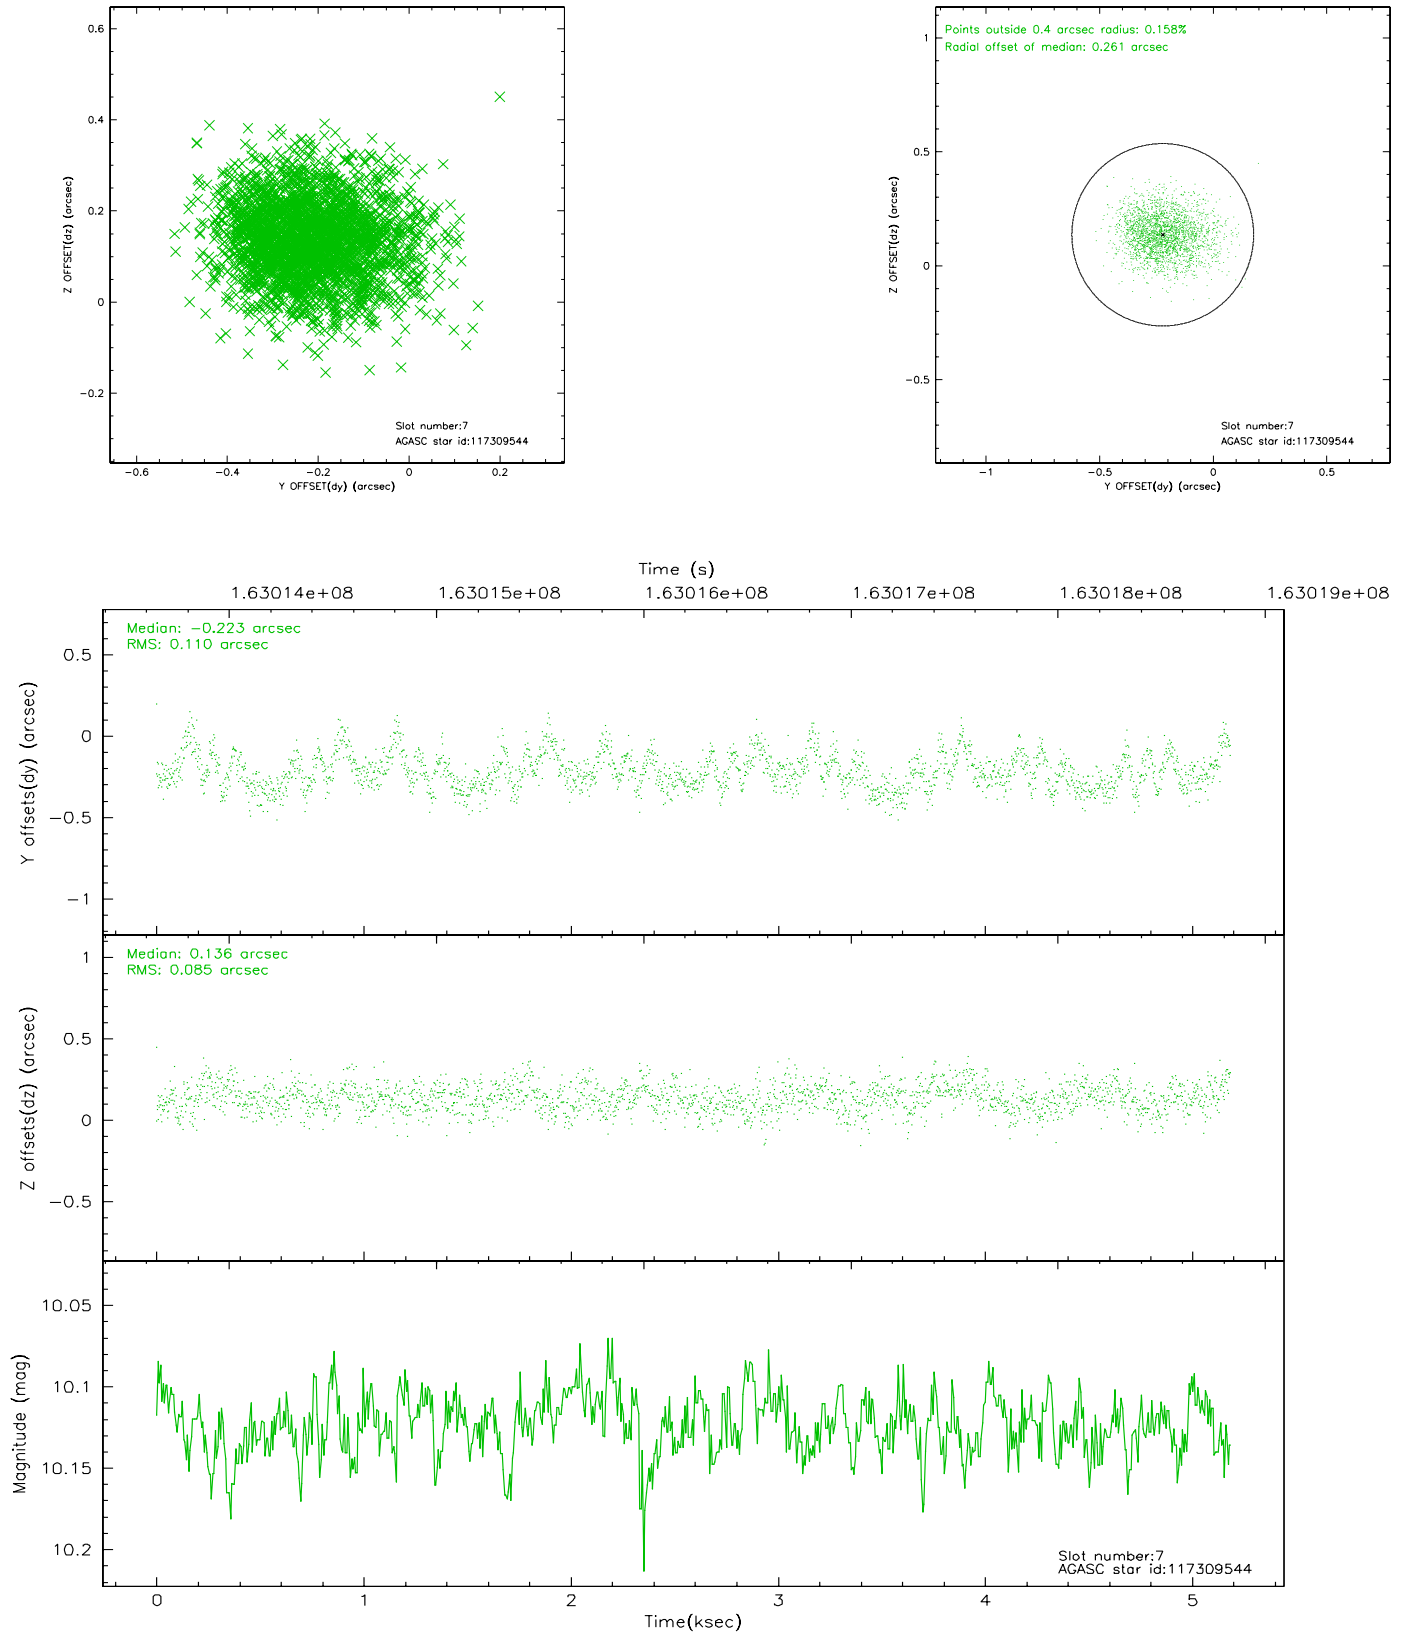 0.6
0.4
0.2
0
−0.2
−0.6
−0.4
−0.2
0
0.2
Z OFFSET(dz) (arcsec)
Y OFFSET(dy) (arcsec)
Slot number:7
AGASC star id:117309544
Points outside 0.4 arcsec radius: 0.158%
Radial offset of median: 0.261 arcsec
1
0.5
0
−0.5
−1
−0.5
0
0.5
Z OFFSET(dz) (arcsec)
Y OFFSET(dy) (arcsec)
Slot number:7
AGASC star id:117309544
Time (s)
1.63014e+08
1.63015e+08
1.63016e+08
1.63017e+08
1.63018e+08
1.63019e+08
Median: −0.223 arcsec
RMS: 0.110 arcsec
0.5
0
−0.5
−1
Y offsets(dy) (arcsec)
Median: 0.136 arcsec
RMS: 0.085 arcsec
1
0.5
0
−0.5
Z offsets(dz) (arcsec)
10.05
10.1
10.15
10.2
Magnitude (mag)
Slot number:7
AGASC star id:117309544
0
1
2
3
4
5
Time(ksec)